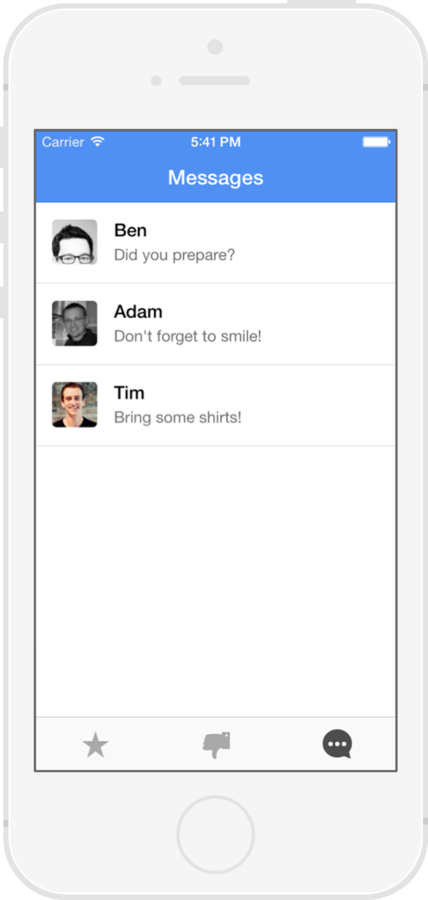 Carrier 5:41 PM
Messages
Ben
Did you prepare?
Adam
Don't forget to smile!
Tim
Bring some shirts!